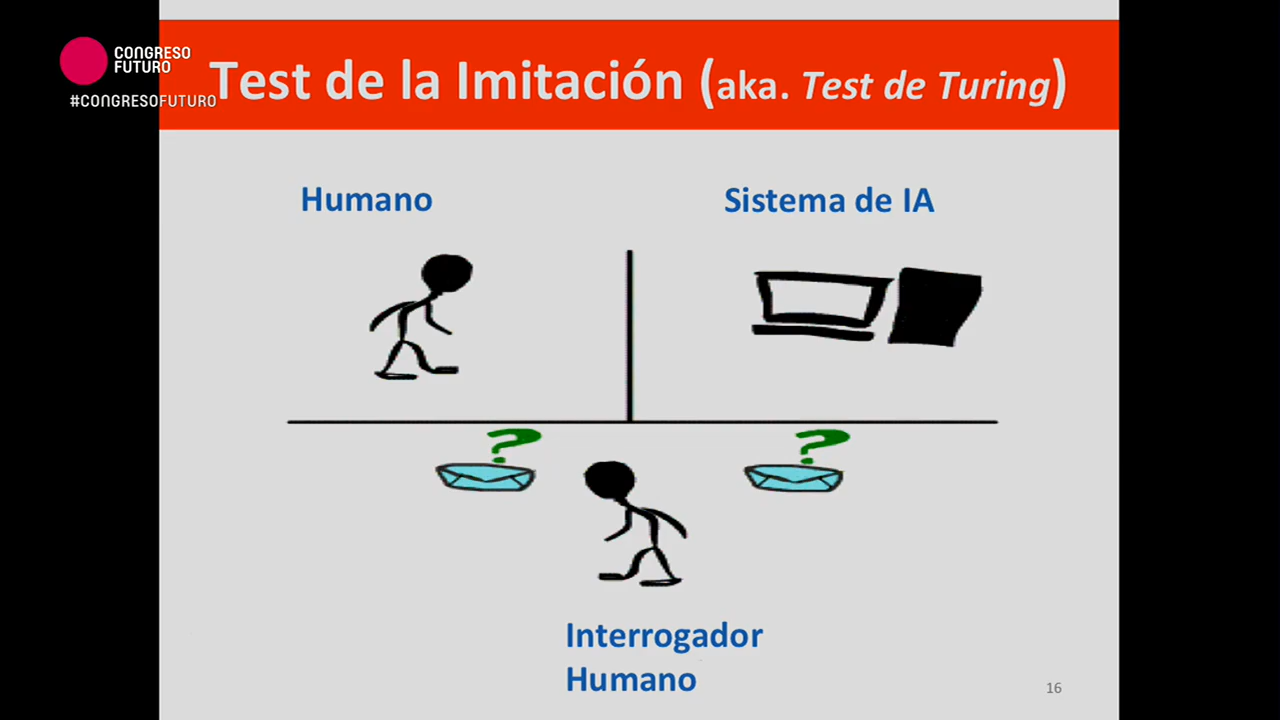 CONGRESO
FUTURO
#CONGRESOFUTURO
Test de la Imitación (aka. Test de Turing)
Humano
Sistema de IA
?
?
Interrogador
Humano
16